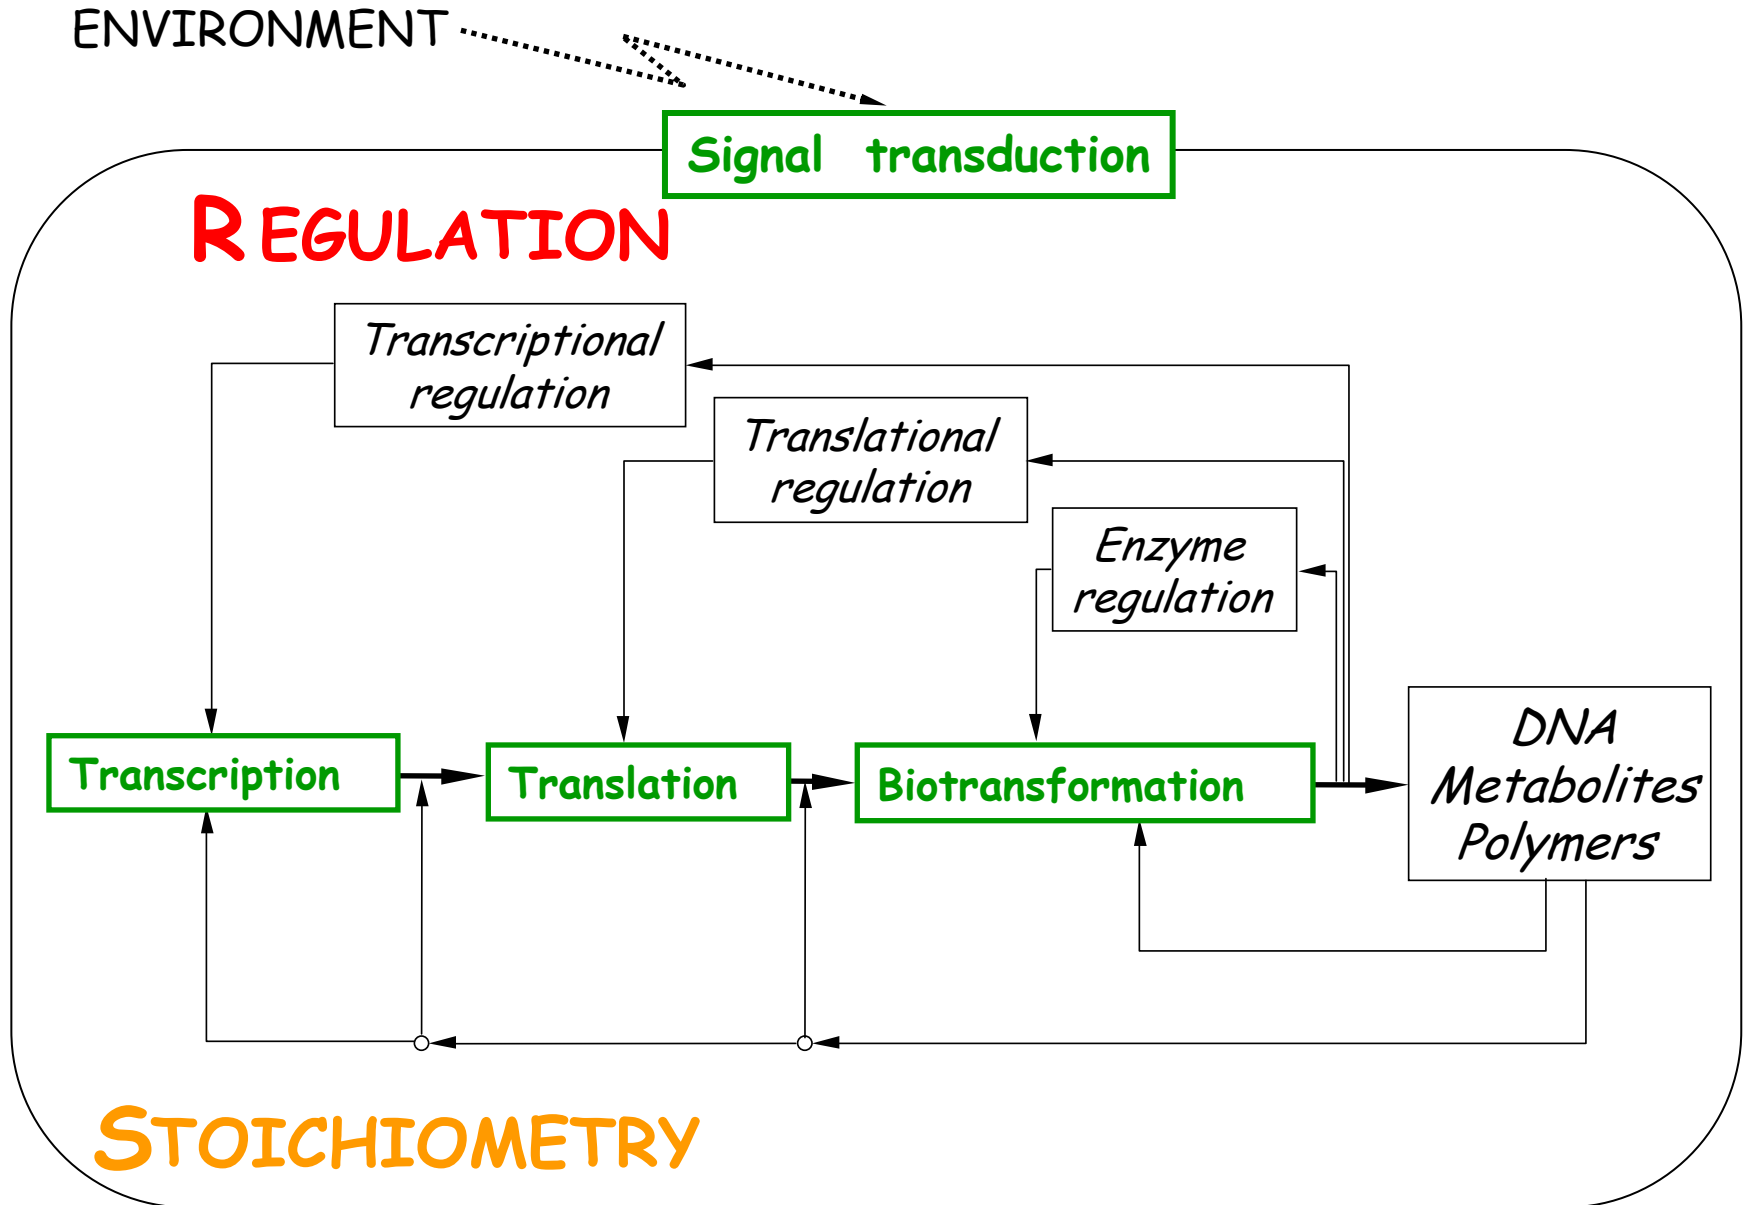 ENVIRONMENT
Signal transduction
REGULATION
Transcriptional
regulation
Translational
regulation
Enzyme
regulation
Transcription
Translation
Biotransformation
DNA
Metabolites
Polymers
STOICHIOMETRY